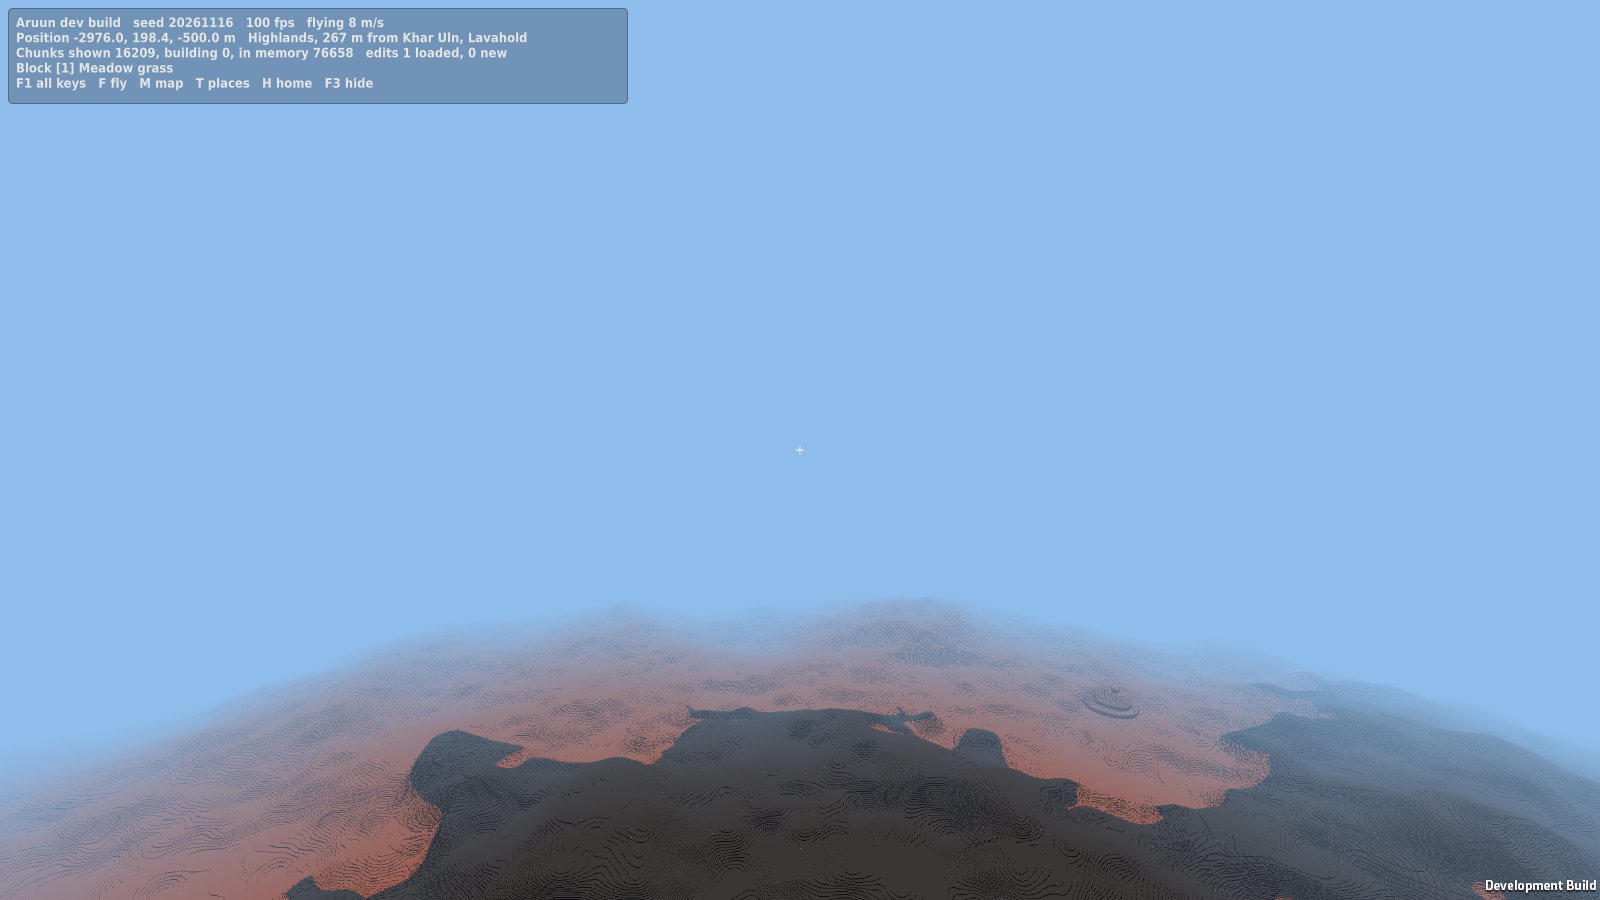 Aruun dev build   seed 20261116   100 fps   flying 8 m/s
Position -2976.0, 198.4, -500.0 m   Highlands, 267 m from Khar Uln, Lavahold
Chunks shown 16209, building 0, in memory 76658   edits 1 loaded, 0 new
Block [1] Meadow grass
F1 all keys   F fly   M map   T places   H home   F3 hide
Development Build